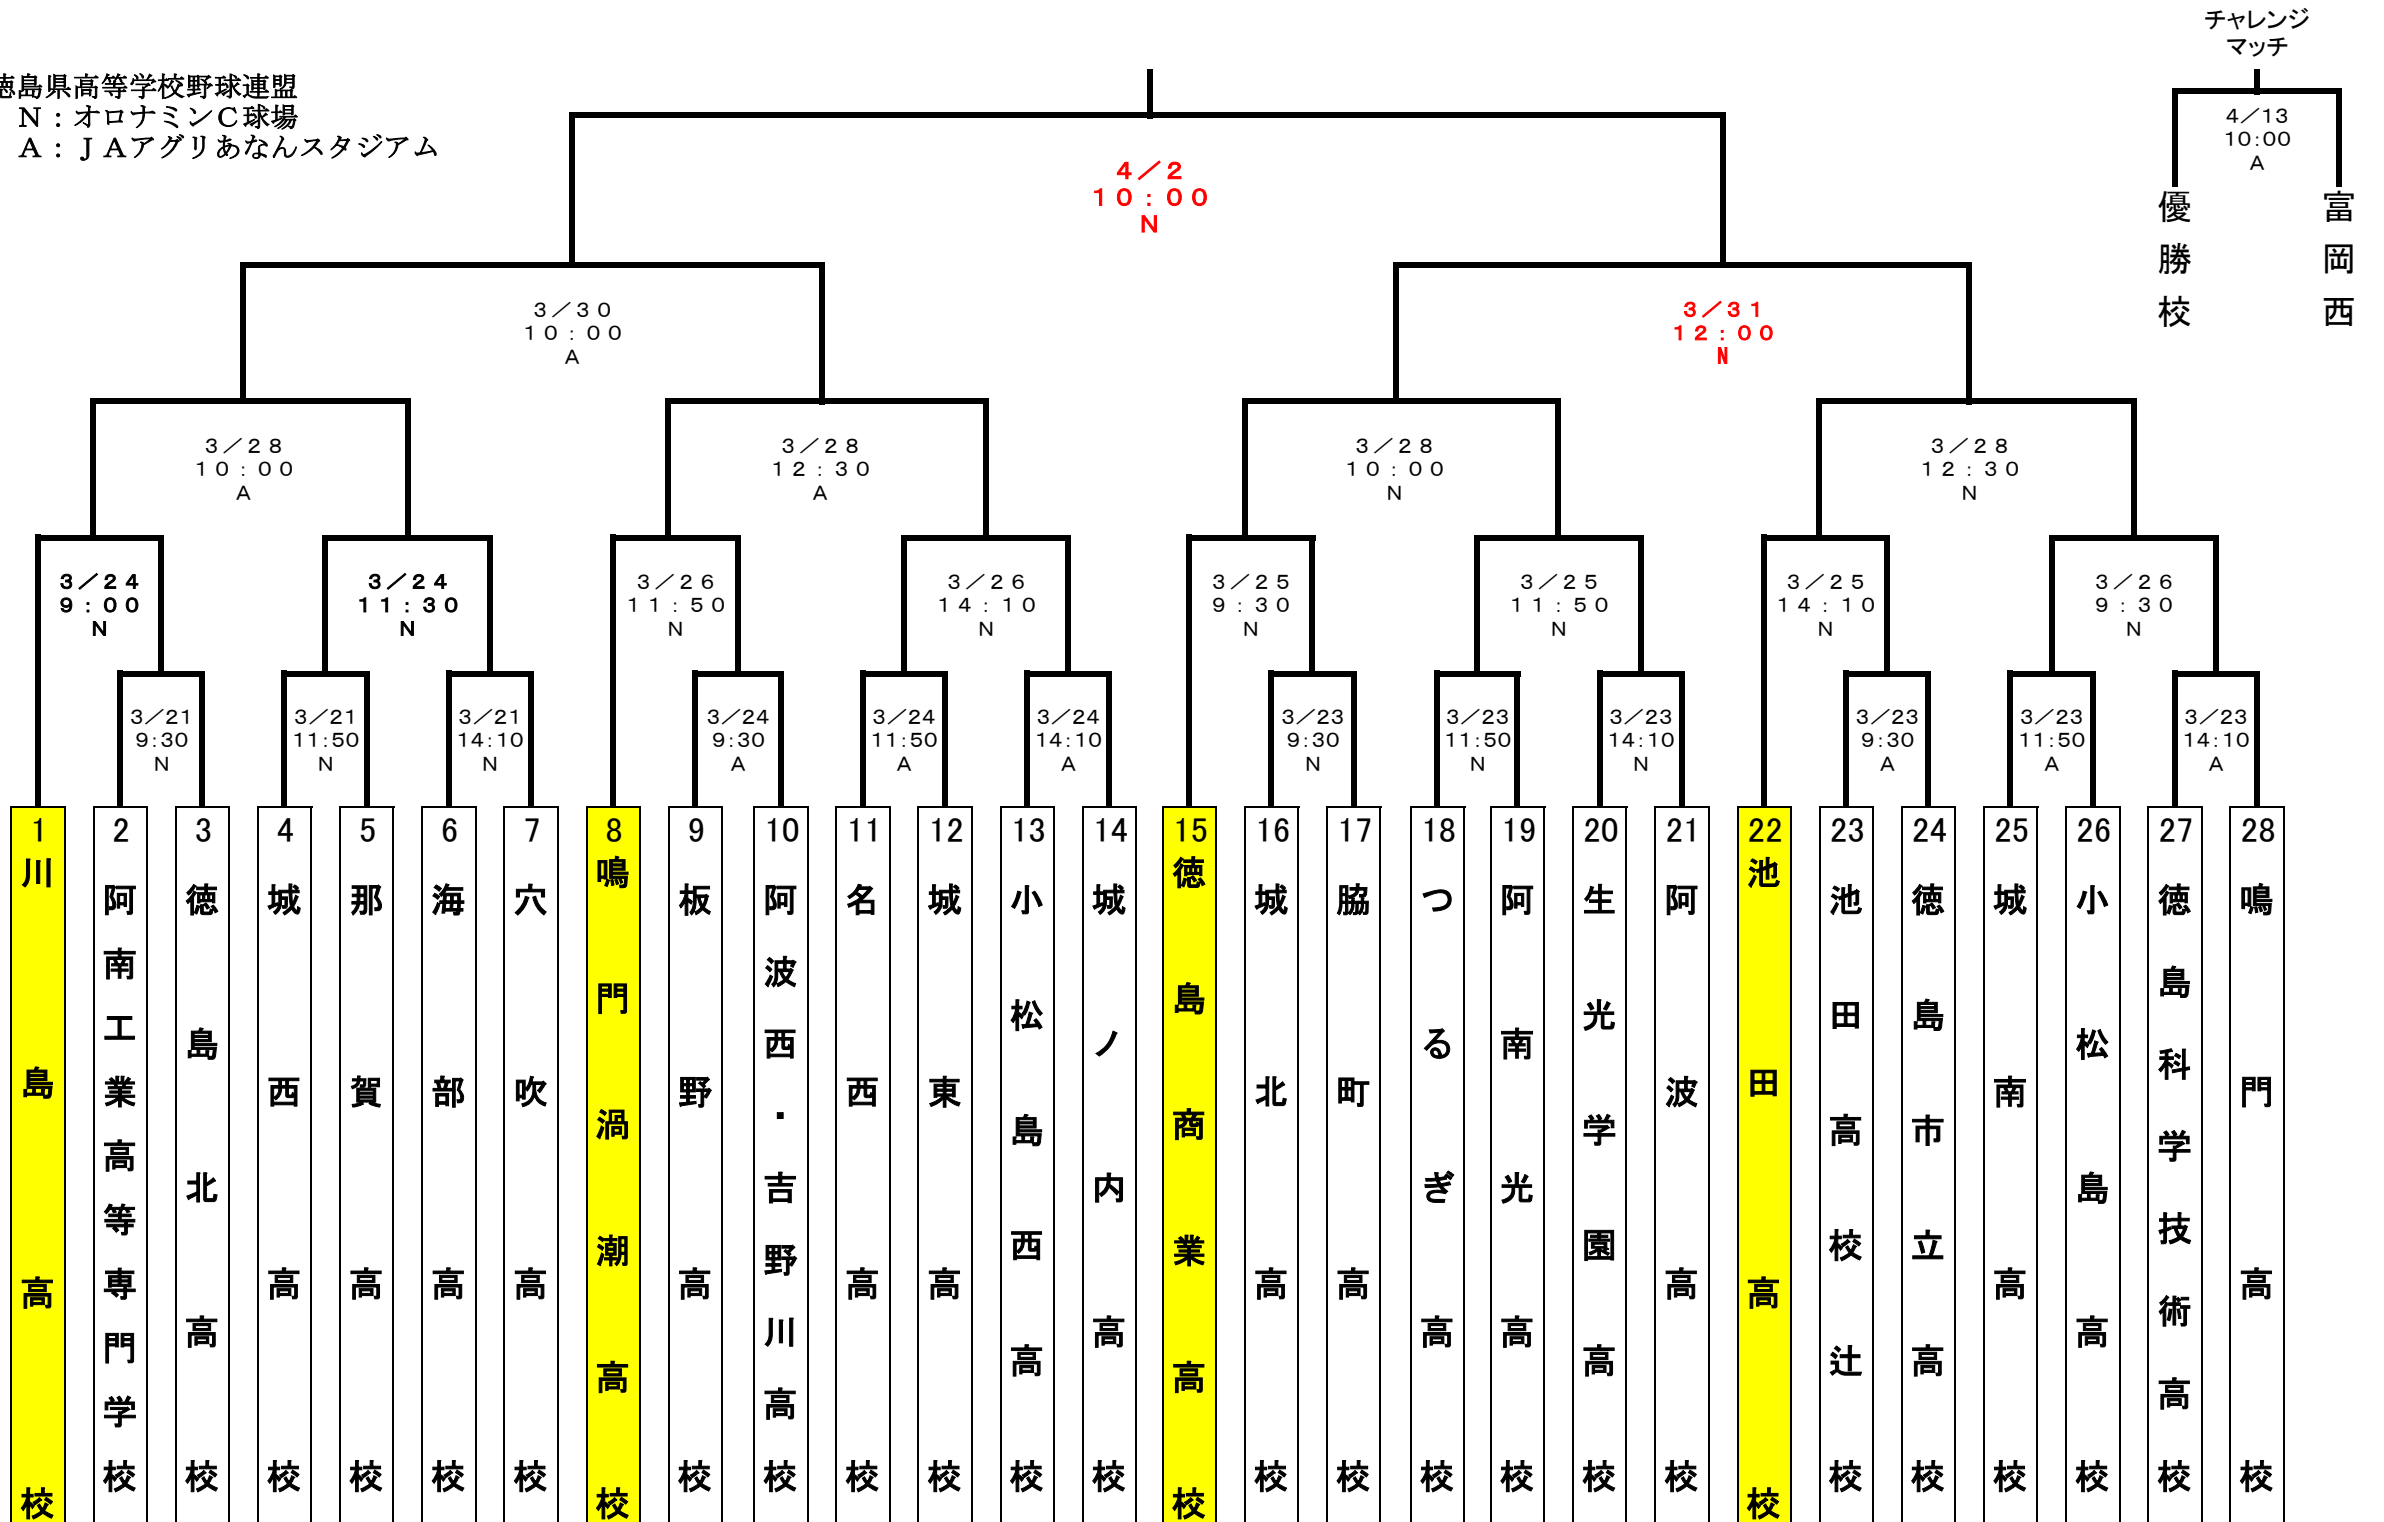 チャレンジ
マッチ
徳島県高等学校野球連盟
N：オロナミンC球場
A：JAアグリあなんスタジアム
4／13
10:00
A
優勝校
富岡西
4／2
10：00
N
3／30
10：00
A
3／31
12：00
N
3／28
10：00
A
3／28
12：30
A
3／28
10：00
N
3／28
12：30
N
3／24
9：00
N
3／24
11：30
N
3／26
11：50
N
3／26
14：10
N
3／25
9：30
N
3／25
11：50
N
3／25
14：10
N
3／26
9：30
N
3／21
9:30
N
3／21
11:50
N
3／21
14:10
N
3／24
9:30
A
3／24
11:50
A
3／24
14:10
A
3／23
9:30
N
3／23
11:50
N
3／23
14:10
N
3／23
9:30
A
3／23
11:50
A
3／23
14:10
A
1
川島高校
2
阿南工業高等専門学校
3
徳島北高校
4
城西高校
5
那賀高校
6
海部高校
7
穴吹高校
8
鳴門渦潮高校
9
板野高校
10
阿波西・吉野川高校
11
名西高校
12
城東高校
13
小松島西高校
14
城ノ内高校
15
徳島商業高校
16
城北高校
17
脇町高校
18
つるぎ高校
19
阿南光高校
20
生光学園高校
21
阿波高校
22
池田高校
23
池田高校辻校
24
徳島市立高校
25
城南高校
26
小松島高校
27
徳島科学技術高校
28
鳴門高校